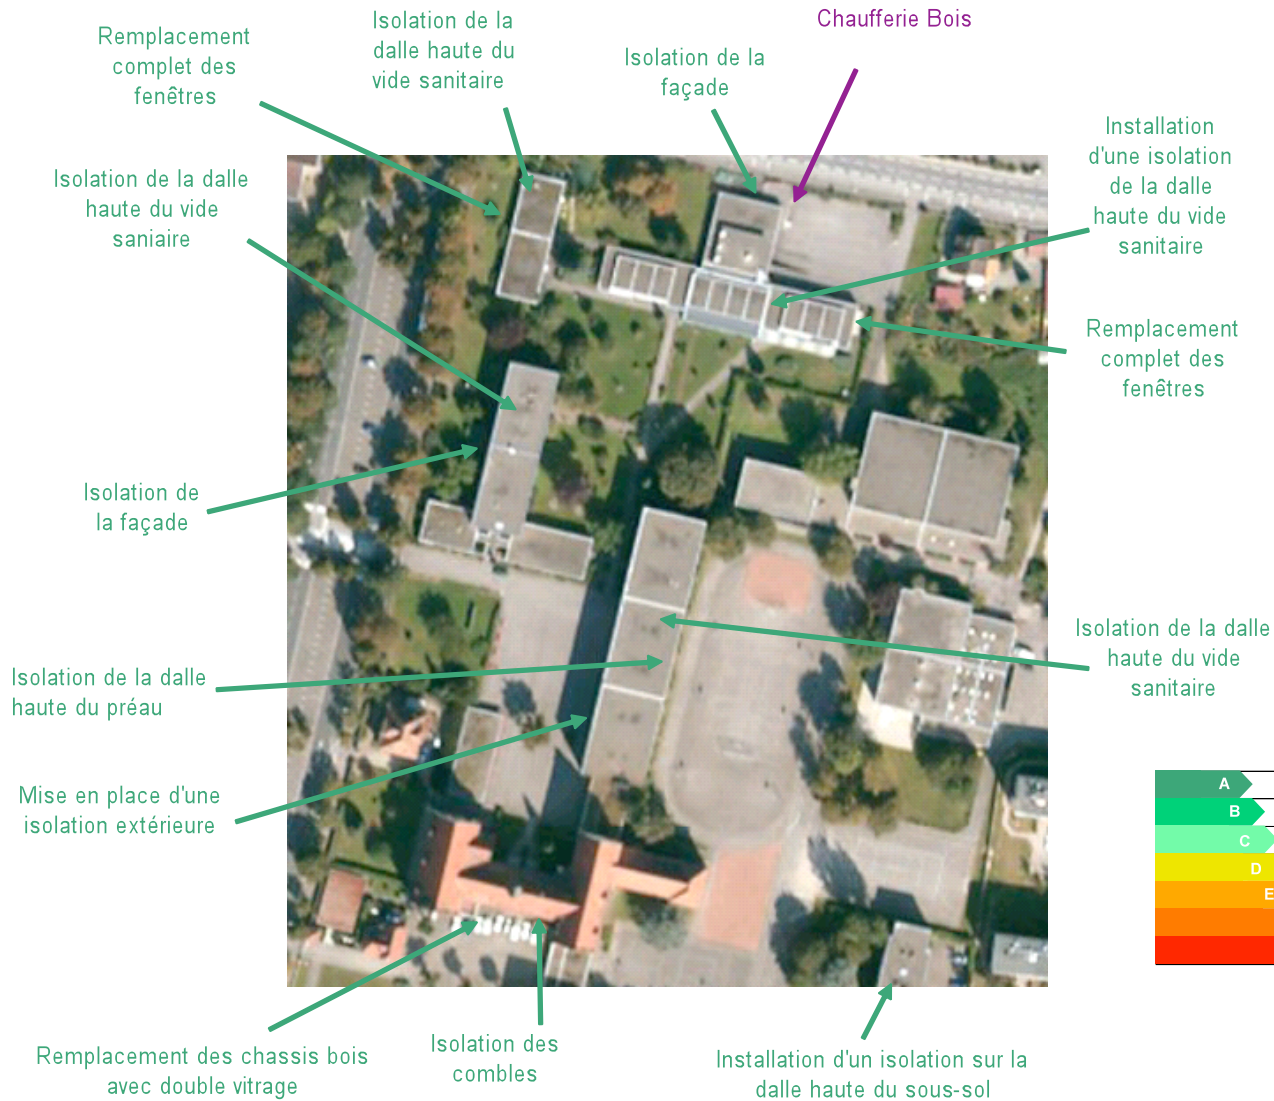 Chaufferie Bois
Isolation de la
dalle haute du
vide sanitaire
Remplacement
complet des
fenêtres
Isolation de la
façade
Installation
d'une isolation
de la dalle
haute du vide
sanitaire
Isolation de la dalle
haute du vide
saniaire
Remplacement
complet des
fenêtres
Isolation de
la façade
Isolation de la dalle
haute du vide
sanitaire
Isolation de la dalle
haute du préau
Mise en place d'une
isolation extérieure
A
B
C
D
E
Remplacement des chassis bois
avec double vitrage
Isolation des
combles
Installation d'un isolation sur la
dalle haute du sous-sol